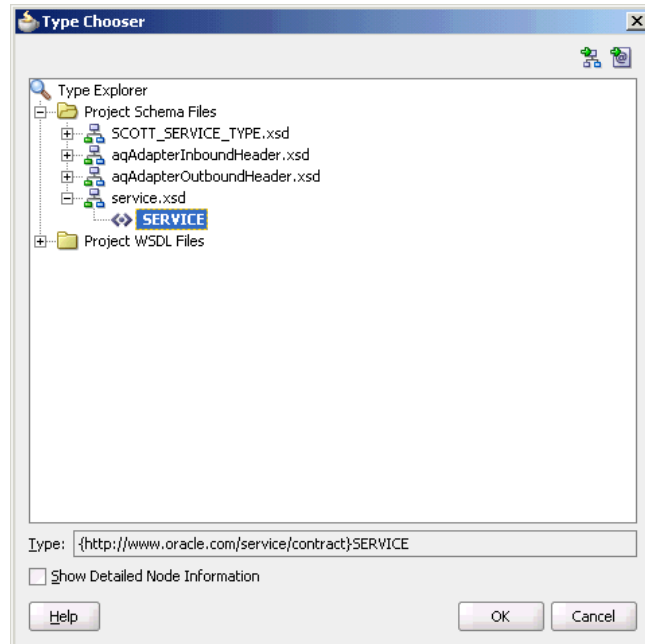 Type Chooser
Type Explorer
Project Schema Files
SCOTT_SERVICE_TYPE.xsd
aqAdapterInboundHeader.xsd
aqAdapterOutboundHeader.xsd
service.xsd
SERVICE
Project WSDL Files
Type: {http://www.oracle.com/service/contract}SERVICE
Show Detailed Node Information
Help OK Cancel